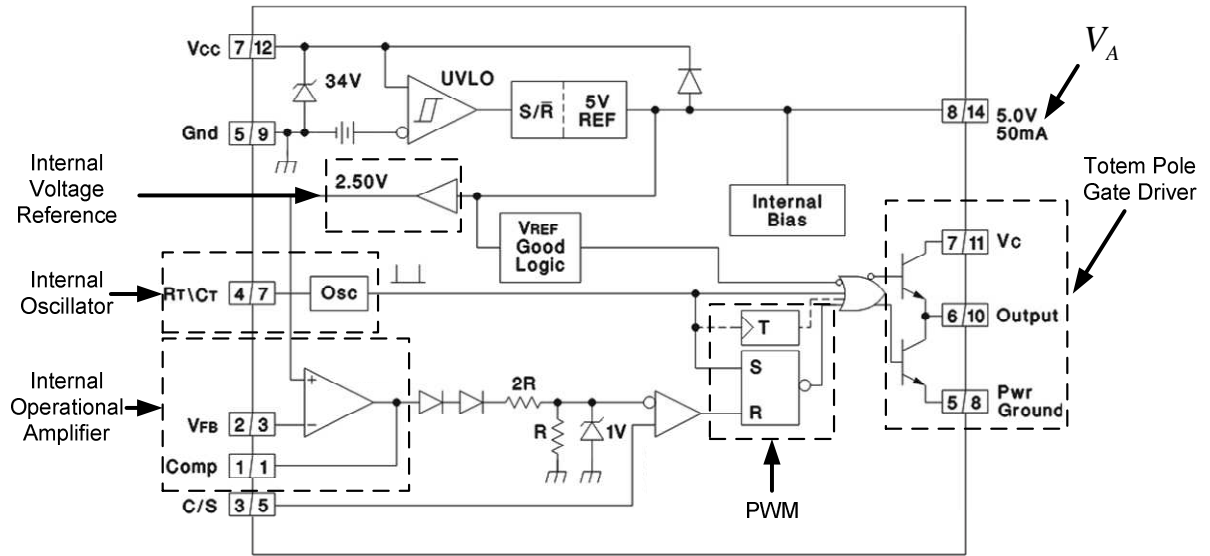 Vcc 7 12
34V
UVLO
S/R̅ 5V REF
8 14 5.0V 50mA
V_A
Gnd 5 9
Internal Voltage Reference
2.50V
Internal Bias
Totem Pole Gate Driver
VREF Good Logic
7 11 Vc
Internal Oscillator
RT\CT 4 7
Osc
T
6 10 Output
S
R
Internal Operational Amplifier
+
−
2R
R
1V
VFB 2 3
5 8 Pwr Ground
Comp 1 1
C/S 3 5
PWM